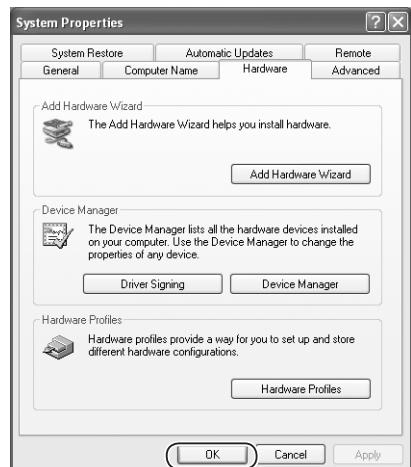 System Properties
System Restore Automatic Updates Remote
General Computer Name Hardware Advanced
Add Hardware Wizard
The Add Hardware Wizard helps you install hardware.
Add Hardware Wizard
Device Manager
The Device Manager lists all the hardware devices installed
on your computer. Use the Device Manager to change the
properties of any device.
Driver Signing Device Manager
Hardware Profiles
Hardware profiles provide a way for you to set up and store
different hardware configurations.
Hardware Profiles
OK Cancel Apply